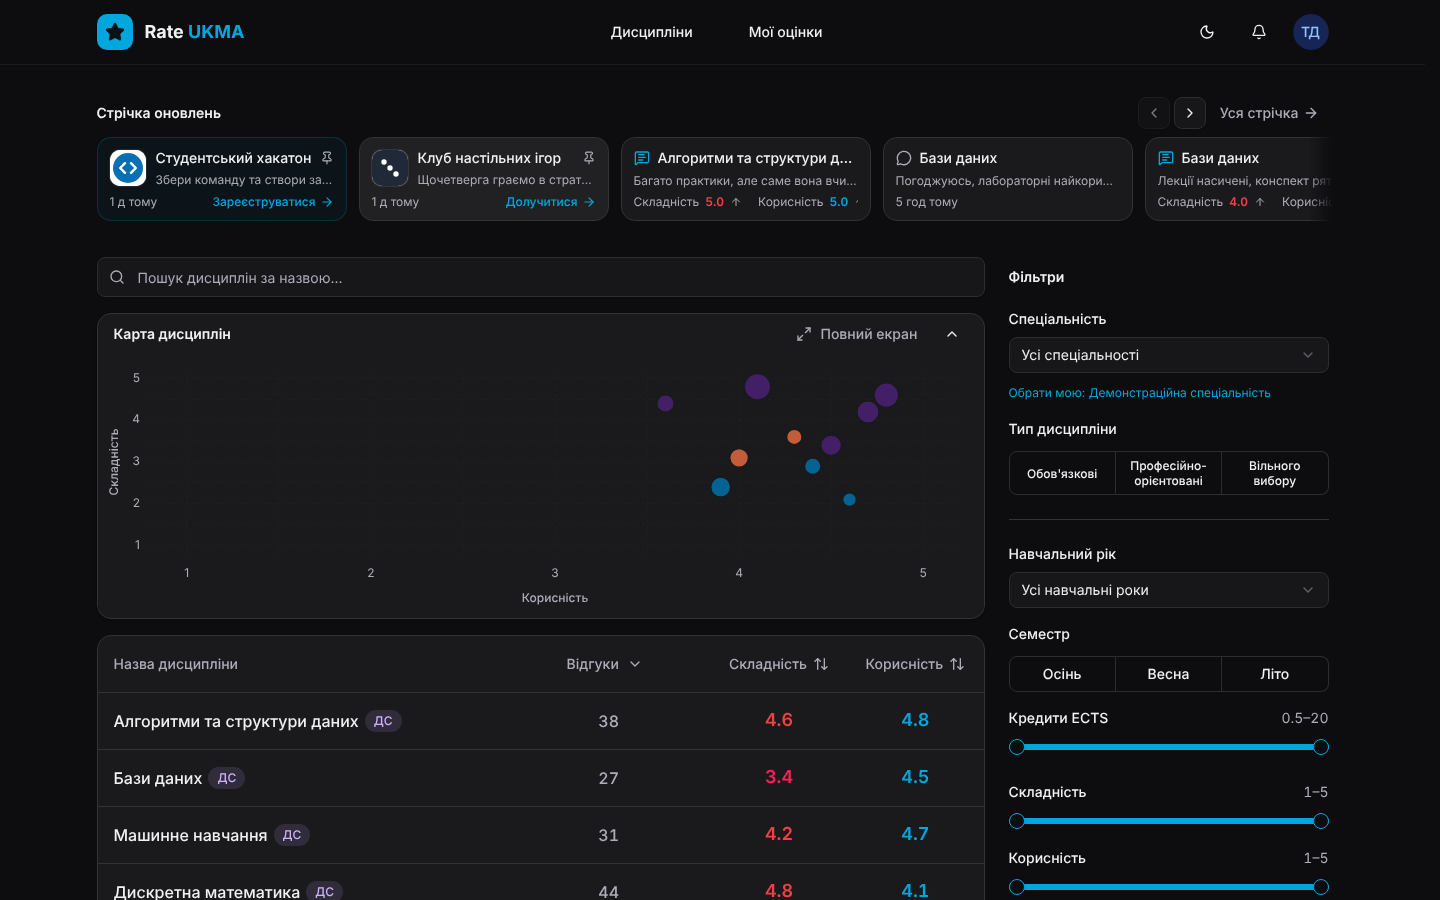 Rate UKMA
Дисципліни
Мої оцінки
ТД
Стрічка оновлень
Уся стрічка
Студентський хакатон
Збери команду та створи за...
1 д тому
Зареєструватися
Клуб настільних ігор
Щочетверга граємо в страт...
1 д тому
Долучитися
Алгоритми та структури д...
Багато практики, але саме вона вчи...
Складність 5.0 Корисність 5.0
Бази даних
Погоджуюсь, лабораторні найкори...
5 год тому
Бази даних
Лекції насичені, конспект рят
Складність 4.0
Пошук дисциплін за назвою...
Карта дисциплін
Повний екран
5
4
3
2
1
Складність
1 2 3 4 5
Корисність
Назва дисципліни Відгуки Складність Корисність
Алгоритми та структури даних ДС 38 4.6 4.8
Бази даних ДС 27 3.4 4.5
Машинне навчання ДС 31 4.2 4.7
Дискретна математика ДС 44 4.8 4.1
Фільтри
Спеціальність
Усі спеціальності
Обрати мою: Демонстраційна спеціальність
Тип дисципліни
Обов'язкові
Професійно-
орієнтовані
Вільного
вибору
Навчальний рік
Усі навчальні роки
Семестр
Осінь Весна Літо
Кредити ECTS 0.5–20
Складність 1–5
Корисність 1–5